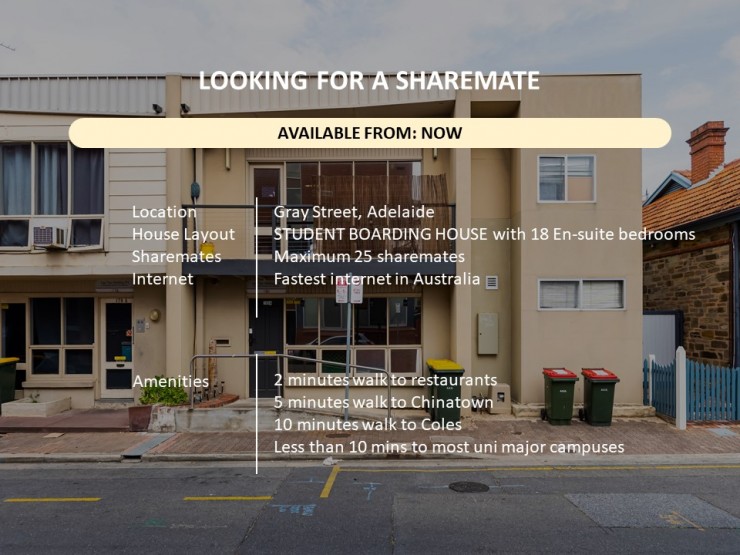 LOOKING FOR A SHAREMATE
AVAILABLE FROM: NOW
Location Gray Street, Adelaide
House Layout STUDENT BOARDING HOUSE with 18 En-suite bedrooms
Sharemates Maximum 25 sharemates
Internet Fastest internet in Australia
Amenities 2 minutes walk to restaurants
5 minutes walk to Chinatown
10 minutes walk to Coles
Less than 10 mins to most uni major campuses